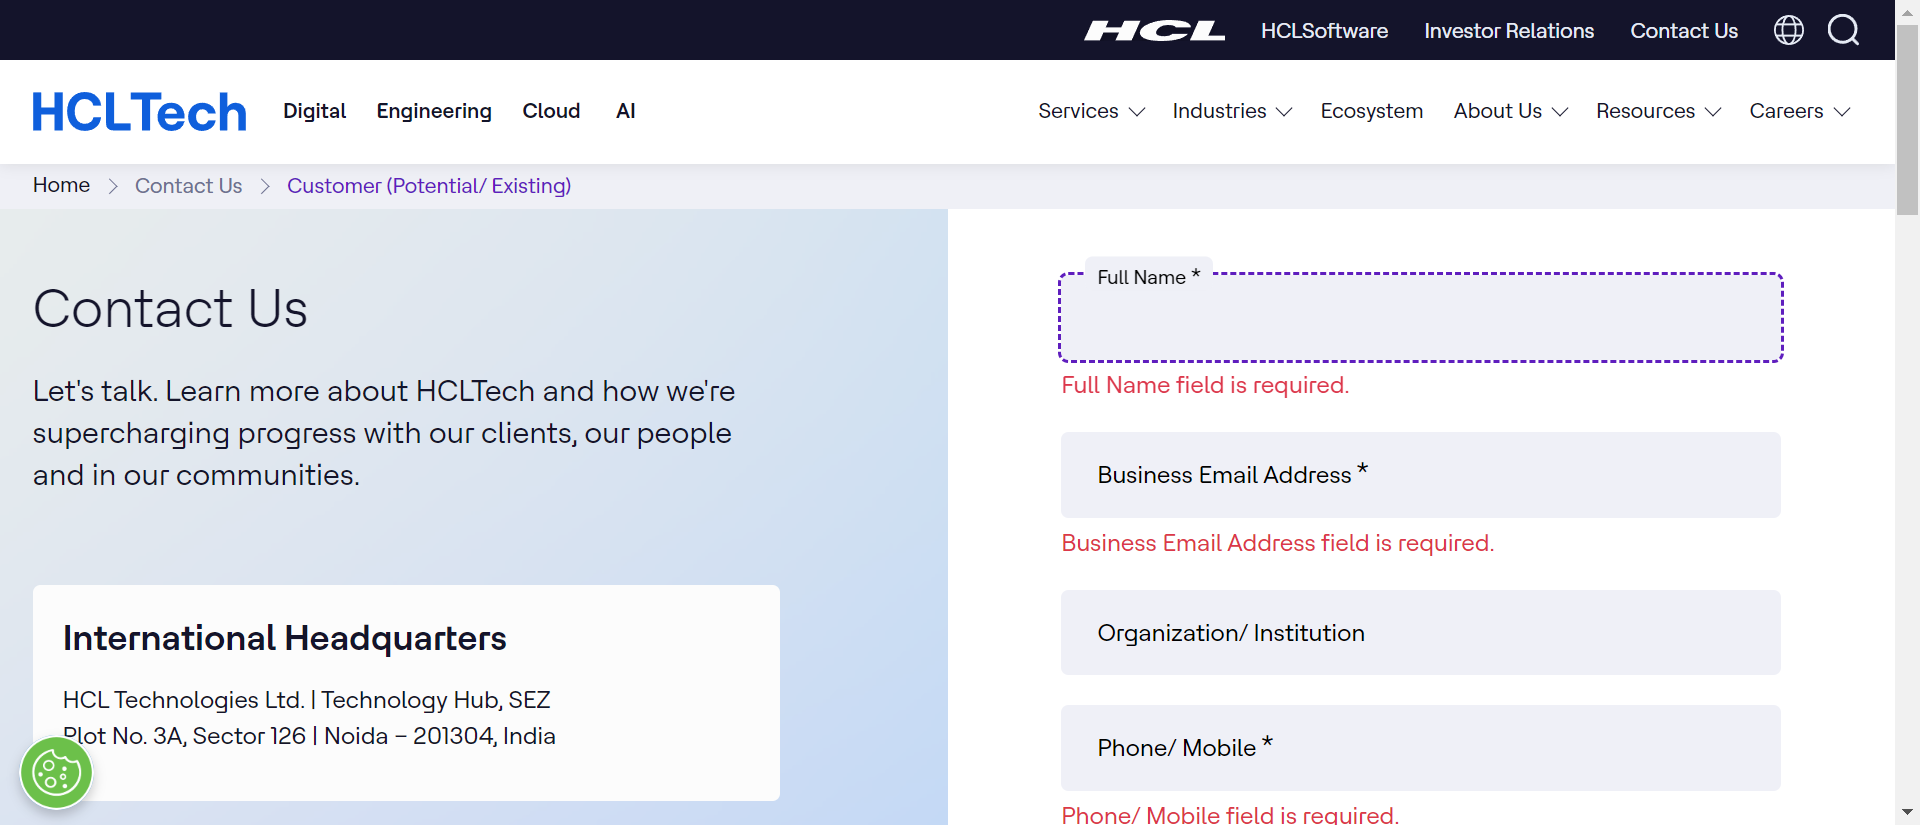 HCL HCLSoftware Investor Relations Contact Us
HCLTech Digital Engineering Cloud AI Services Industries Ecosystem About Us Resources Careers
Home Contact Us Customer (Potential/ Existing)
Contact Us
Let's talk. Learn more about HCLTech and how we're
supercharging progress with our clients, our people
and in our communities.
International Headquarters
HCL Technologies Ltd. | Technology Hub, SEZ
Plot No. 3A, Sector 126 | Noida – 201304, India
Full Name *
Full Name field is required.
Business Email Address *
Business Email Address field is required.
Organization/ Institution
Phone/ Mobile *
Phone/ Mobile field is required.